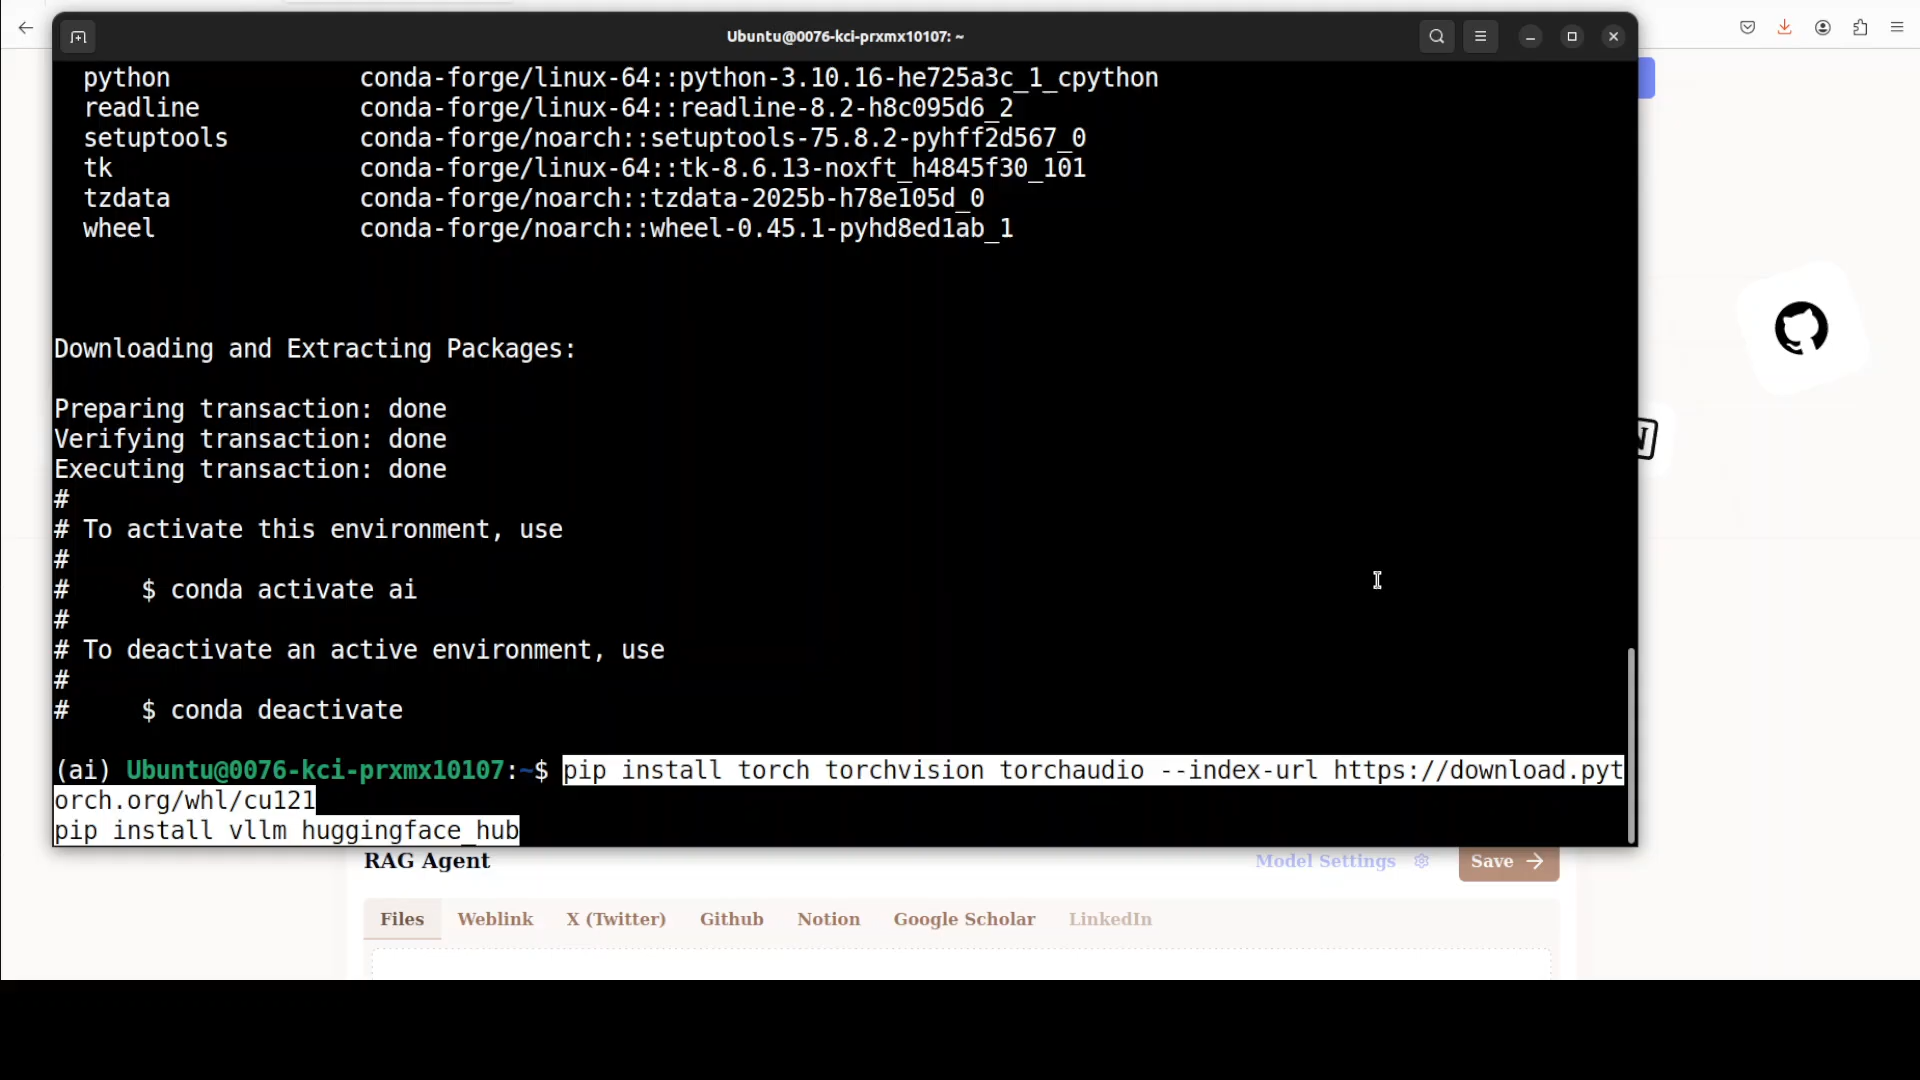 Ubuntu@0076-kci-prxmx10107: ~
python conda-forge/linux-64::python-3.10.16-he725a3c_1_cpython
readline conda-forge/linux-64::readline-8.2-h8c095d6_2
setuptools conda-forge/noarch::setuptools-75.8.2-pyhff2d567_0
tk conda-forge/linux-64::tk-8.6.13-noxft_h4845f30_101
tzdata conda-forge/noarch::tzdata-2025b-h78e105d_0
wheel conda-forge/noarch::wheel-0.45.1-pyhd8ed1ab_1
Downloading and Extracting Packages:
Preparing transaction: done
Verifying transaction: done
Executing transaction: done
#
# To activate this environment, use
#
# $ conda activate ai
#
# To deactivate an active environment, use
#
# $ conda deactivate
(ai) Ubuntu@0076-kci-prxmx10107:~$ pip install torch torchvision torchaudio --index-url https://download.pyt
orch.org/whl/cu121
pip install vllm huggingface_hub
RAG Agent Model Settings Save
Files Weblink X (Twitter) Github Notion Google Scholar LinkedIn